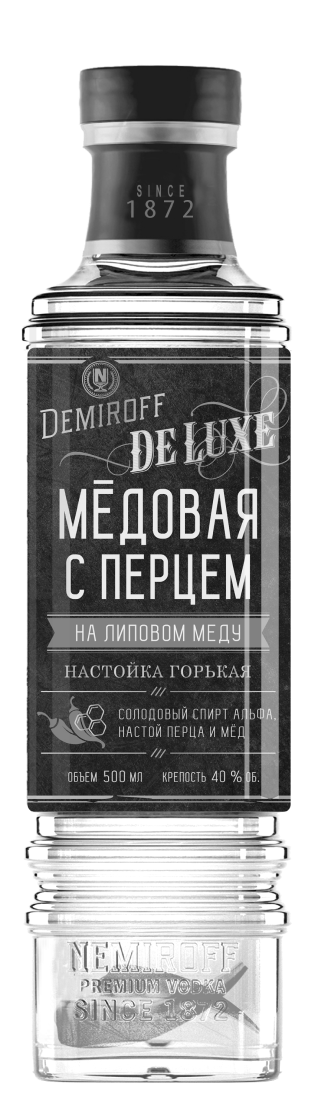 SINCE
1872
N
DEMIROFF
DE LUXE
МЁДОВАЯ
С ПЕРЦЕМ
НА ЛИПОВОМ МЕДУ
НАСТОЙКА ГОРЬКАЯ
СОЛОДОВЫЙ СПИРТ АЛЬФА,
НАСТОЙ ПЕРЦА И МЁД
ОБЪЕМ 500 МЛ КРЕПОСТЬ 40 % ОБ.
NEMIROFF
PREMIUM VODKA
SINCE 1872